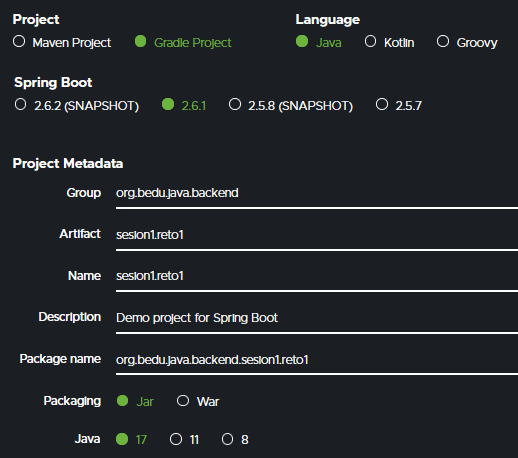 Project Language
Maven Project Gradle Project Java Kotlin Groovy
Spring Boot
2.6.2 (SNAPSHOT) 2.6.1 2.5.8 (SNAPSHOT) 2.5.7
Project Metadata
Group org.bedu.java.backend
Artifact sesion1.reto1
Name sesion1.reto1
Description Demo project for Spring Boot
Package name org.bedu.java.backend.sesion1.reto1
Packaging Jar War
Java 17 11 8